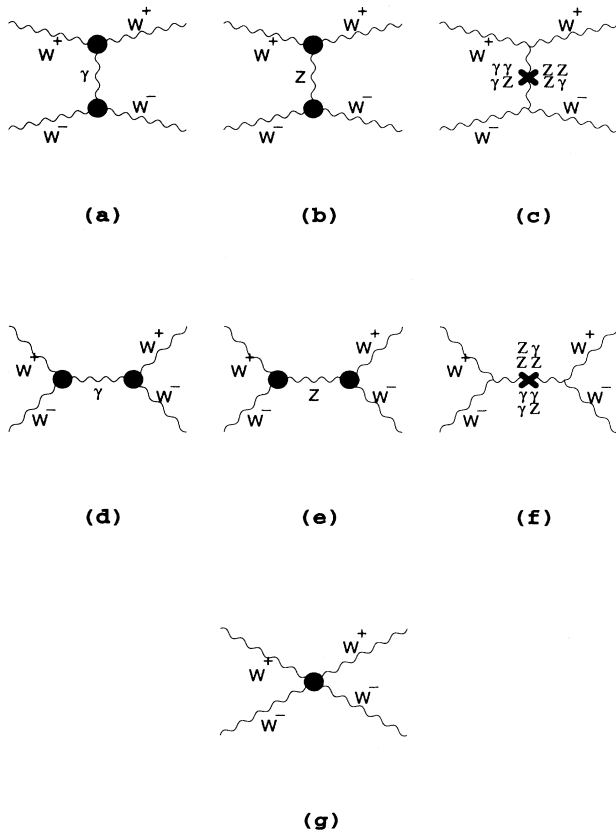 W⁺ W⁺ W⁺ W⁺ W⁺ W⁺
γ Z γγ ZZ
γZ Zγ
W⁻ W⁻ W⁻ W⁻ W⁻ W⁻
(a) (b) (c)
W⁺ W⁺ W⁺ W⁺ Zγ W⁺ W⁺
ZZ
γ Z γγ
γZ
W⁻ W⁻ W⁻ W⁻ W⁻ W⁻
(d) (e) (f)
W⁺ W⁺
W⁻ W⁻
(g)